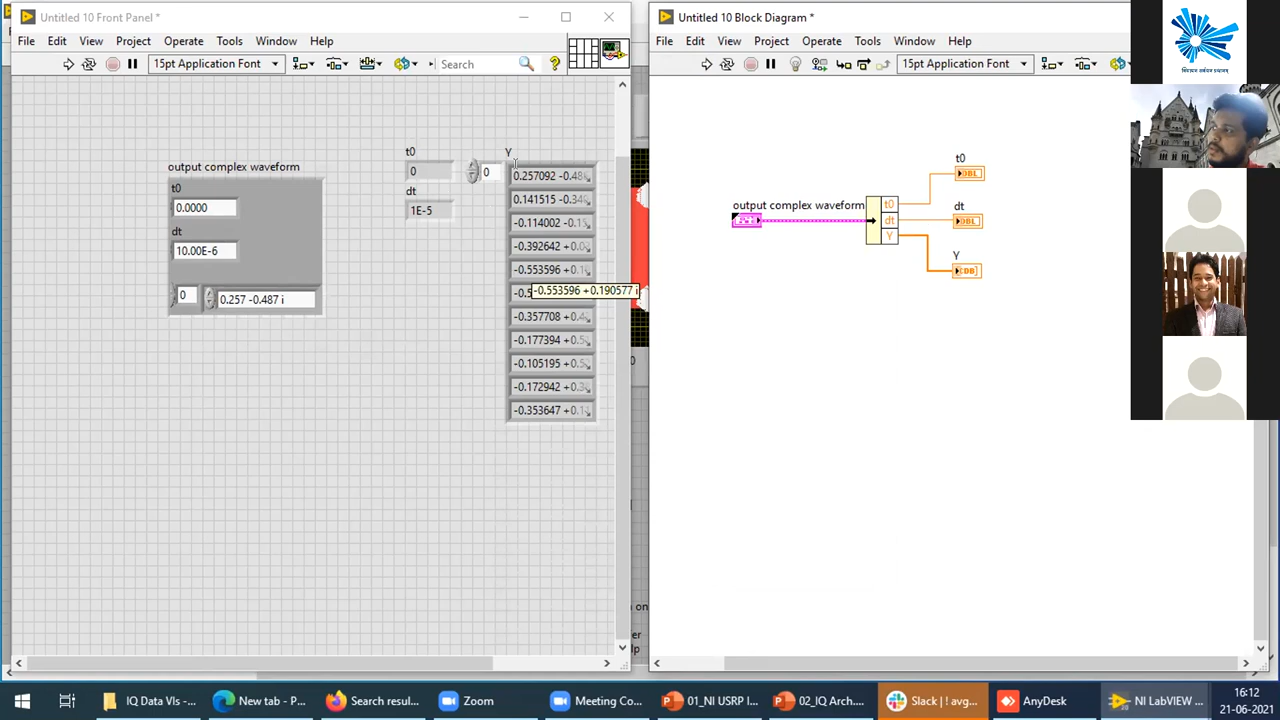 Untitled 10 Front Panel *
File Edit View Project Operate Tools Window Help
15pt Application Font
Search
output complex waveform
t0
0.0000
dt
10.00E-6
0
0.257 -0.487 i
t0
0
dt
1E-5
0
Y
0.257092 -0.48
0.141515 -0.34
-0.114002 -0.15
-0.392642 +0.0
-0.553596 +0.1
-0.5
-0.553596 +0.190577 i
-0.357708 +0.4
-0.177394 +0.5
-0.105195 +0.5
-0.172942 +0.3
-0.353647 +0.1
Untitled 10 Block Diagram *
File Edit View Project Operate Tools Window Help
15pt Application Font
output complex waveform
t0
dt
Y
t0
DBL
dt
DBL
Y
[CDB]
IQ Data VIs -...
New tab - P...
Search resul...
Zoom
Meeting Co...
01_NI USRP I...
02_IQ Arch....
Slack | ! avg...
AnyDesk
NI LabVIEW ...
16:12
21-06-2021